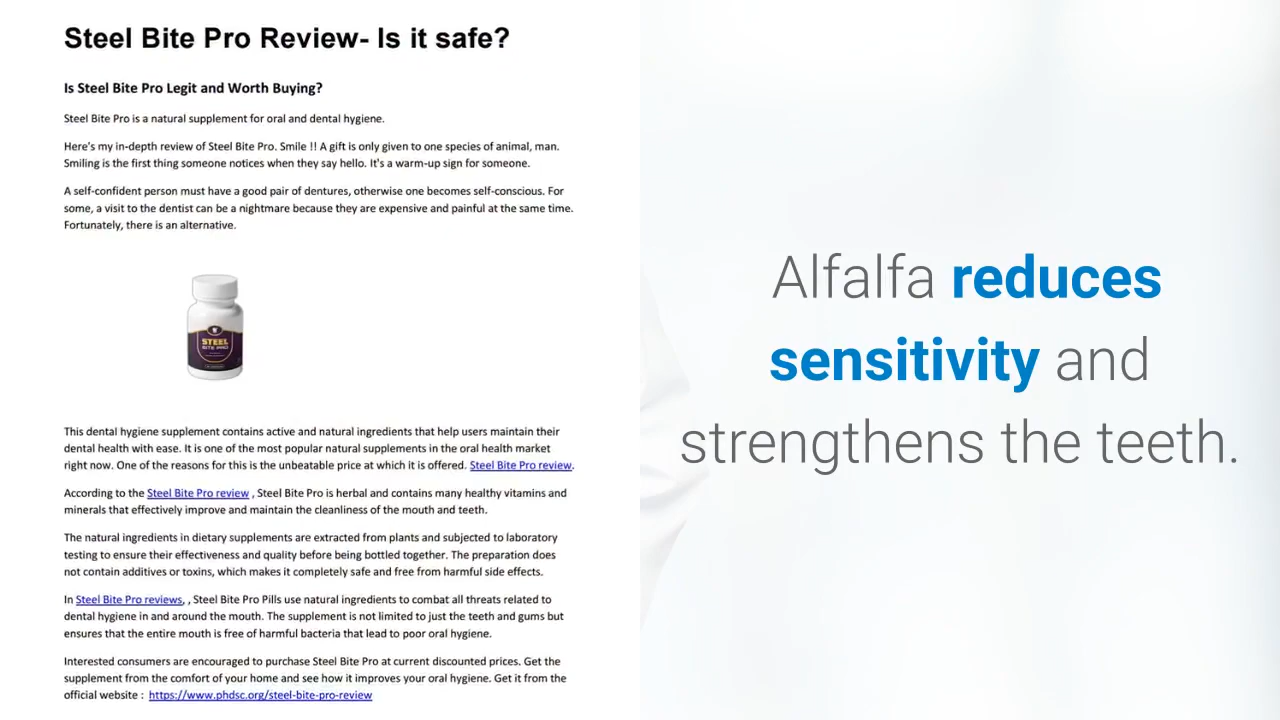 Steel Bite Pro Review- Is it safe?
Is Steel Bite Pro Legit and Worth Buying?
Steel Bite Pro is a natural supplement for oral and dental hygiene.
Here's my in-depth review of Steel Bite Pro. Smile !! A gift is only given to one species of animal, man.
Smiling is the first thing someone notices when they say hello. It's a warm-up sign for someone.
A self-confident person must have a good pair of dentures, otherwise one becomes self-conscious. For
some, a visit to the dentist can be a nightmare because they are expensive and painful at the same time.
Fortunately, there is an alternative.
STEEL
BITE PRO
This dental hygiene supplement contains active and natural ingredients that help users maintain their
dental health with ease. It is one of the most popular natural supplements in the oral health market
right now. One of the reasons for this is the unbeatable price at which it is offered. Steel Bite Pro review.
According to the Steel Bite Pro review , Steel Bite Pro is herbal and contains many healthy vitamins and
minerals that effectively improve and maintain the cleanliness of the mouth and teeth.
The natural ingredients in dietary supplements are extracted from plants and subjected to laboratory
testing to ensure their effectiveness and quality before being bottled together. The preparation does
not contain additives or toxins, which makes it completely safe and free from harmful side effects.
In Steel Bite Pro reviews, , Steel Bite Pro Pills use natural ingredients to combat all threats related to
dental hygiene in and around the mouth. The supplement is not limited to just the teeth and gums but
ensures that the entire mouth is free of harmful bacteria that lead to poor oral hygiene.
Interested consumers are encouraged to purchase Steel Bite Pro at current discounted prices. Get the
supplement from the comfort of your home and see how it improves your oral hygiene. Get it from the
official website : https://www.phdsc.org/steel-bite-pro-review
Alfalfa reduces
sensitivity and
strengthens the teeth.